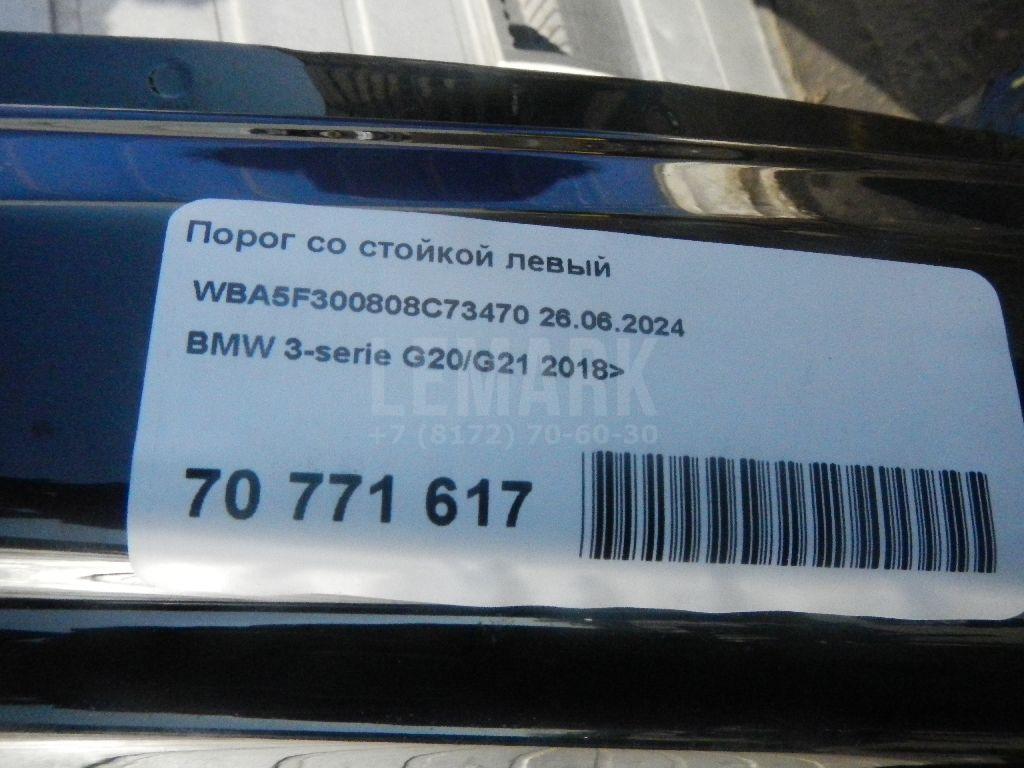 Порог со стойкой левый
WBA5F300808C73470 26.06.2024
BMW 3-serie G20/G21 2018>
LEMARK
+7 (8172) 70-60-30
70 771 617